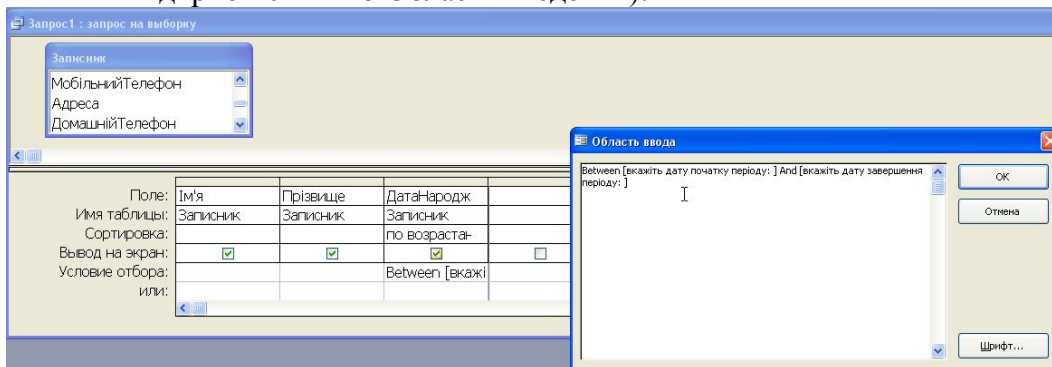 Запрос1 : запрос на выборку
Записник
МобільнийТелефон
Адреса
ДомашнійТелефон
Область ввода
Between [вкажіть дату початку періоду: ] And [вкажіть дату завершення
періоду: ]
ОК
Отмена
Шрифт...
Поле: Ім'я Прізвище ДатаНародж
Имя таблицы: Записник Записник Записник
Сортировка: по возраста
Вывод на экран:
Условие отбора: Between [вкажі
или: